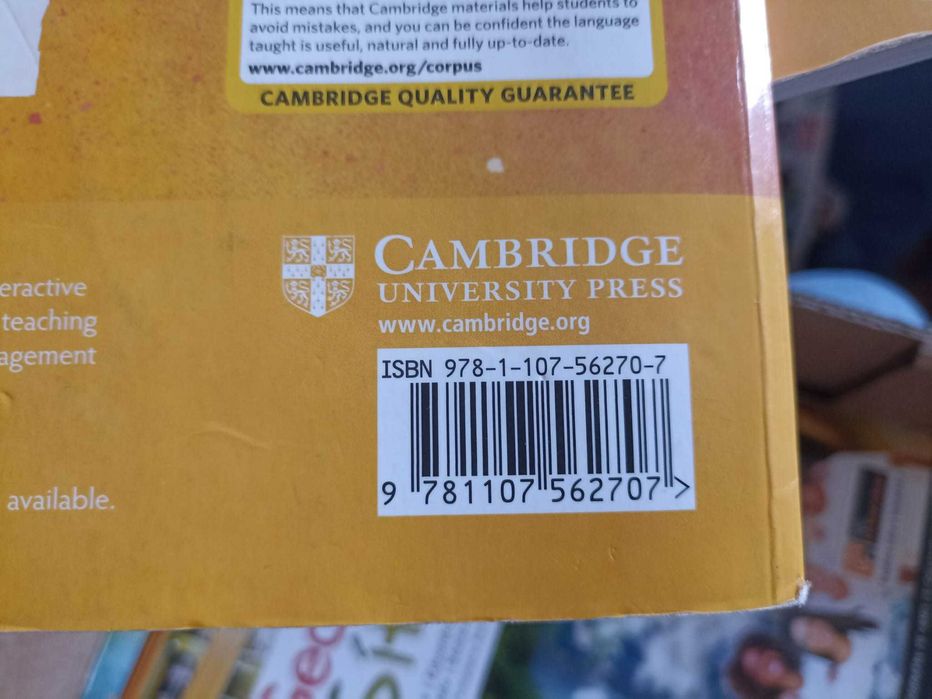 This means that Cambridge materials help students to
avoid mistakes, and you can be confident the language
taught is useful, natural and fully up-to-date.
www.cambridge.org/corpus
CAMBRIDGE QUALITY GUARANTEE
eractive
teaching
agement
available.
CAMBRIDGE
UNIVERSITY PRESS
www.cambridge.org
ISBN 978-1-107-56270-7
9 781107 562707 >